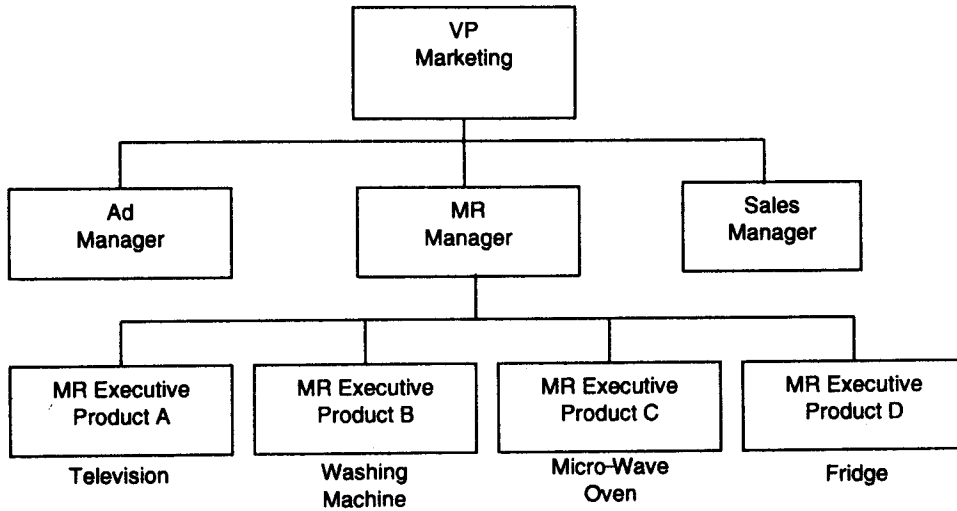 VP
Marketing
Ad
Manager
MR
Manager
Sales
Manager
MR Executive
Product A
MR Executive
Product B
MR Executive
Product C
MR Executive
Product D
Television
Washing
Machine
Micro-Wave
Oven
Fridge